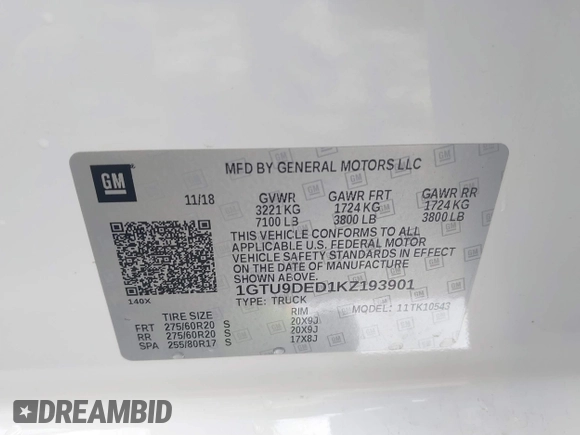 GM
MFD BY GENERAL MOTORS LLC
11/18 GVWR GAWR FRT GAWR RR
3221 KG 1724 KG 1724 KG
7100 LB 3800 LB 3800 LB
THIS VEHICLE CONFORMS TO ALL
APPLICABLE U.S. FEDERAL MOTOR
VEHICLE SAFETY STANDARDS IN EFFECT
ON THE DATE OF MANUFACTURE
SHOWN ABOVE.
1GTU9DED1KZ193901
140X
TYPE: TRUCK MODEL: 11TK10543
TIRE SIZE RIM
FRT 275/60R20 S 20X9J
RR 275/60R20 S 20X9J
SPA 255/80R17 S 17X8J
DREAMBID